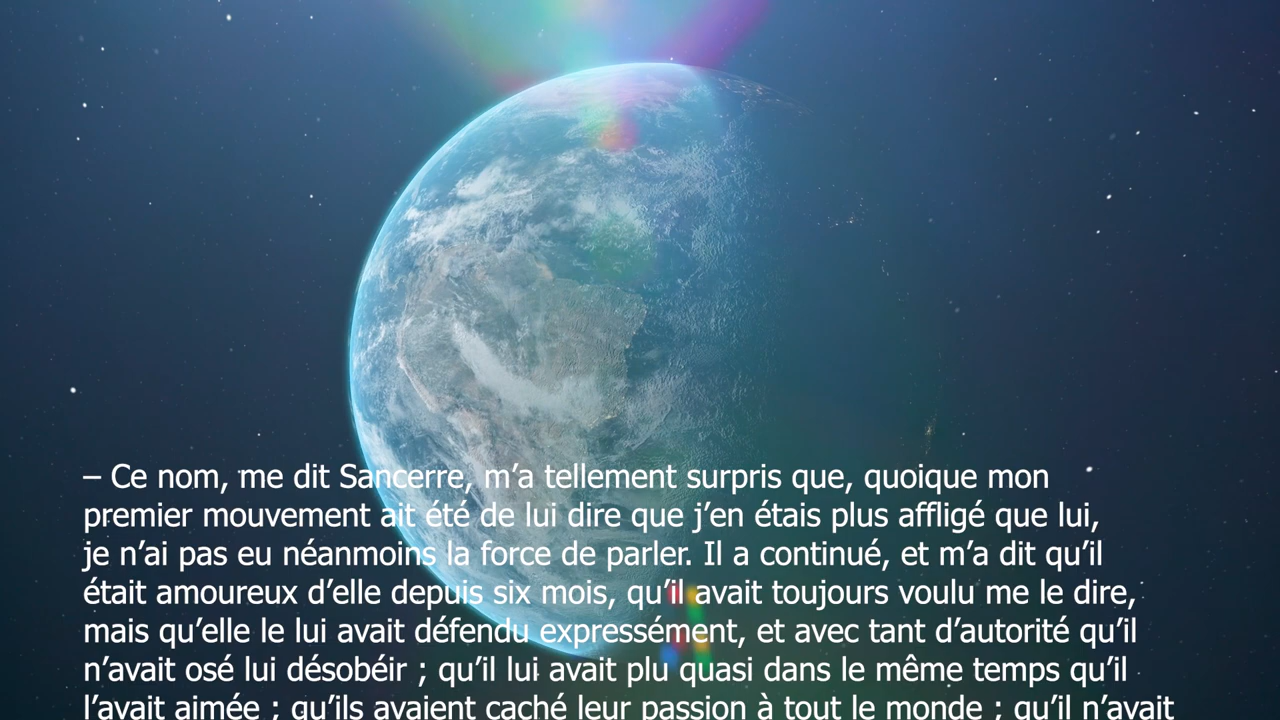 – Ce nom, me dit Sancerre, m’a tellement surpris que, quoique mon
premier mouvement ait été de lui dire que j’en étais plus affligé que lui,
je n’ai pas eu néanmoins la force de parler. Il a continué, et m’a dit qu’il
était amoureux d’elle depuis six mois, qu’il avait toujours voulu me le dire,
mais qu’elle le lui avait défendu expressément, et avec tant d’autorité qu’il
n’avait osé lui désobéir ; qu’il lui avait plu quasi dans le même temps qu’il
l’avait aimée ; qu’ils avaient caché leur passion à tout le monde ; qu’il n’avait